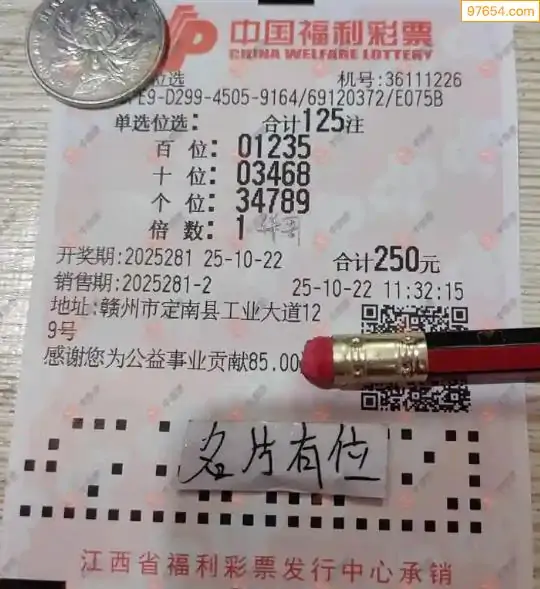 97654.com
中国福利彩票
CHINA WELFARE LOTTERY
位选
机号:36111226
E9-D299-4505-9164/69120372/E075B
单选位选: 合计125注
百 位: 01235
十 位: 03468
个 位: 34789
倍 数: 1
开奖期:2025281 25-10-22 合计250元
销售期:2025281-2 25-10-22 11:32:15
地址:赣州市定南县工业大道12
9号
感谢您为公益事业贡献85.00
名片有位
江西省福利彩票发行中心承销